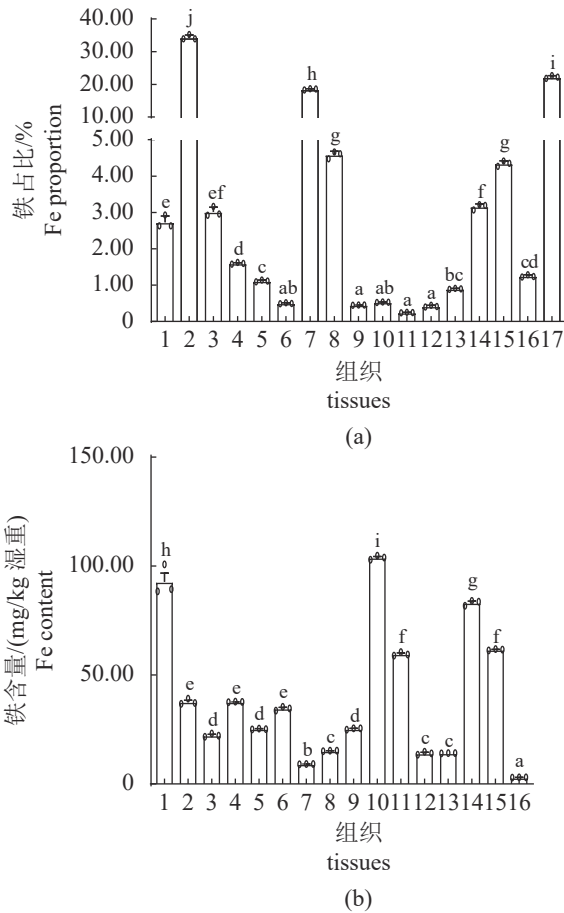 铁占比/%
Fe proportion
40.00
30.00
20.00
10.00
5.00
4.00
3.00
2.00
1.00
0
e j ef d c ab h g a ab a a bc f g cd i
1 2 3 4 5 6 7 8 9 10 11 12 13 14 15 16 17
组织
tissues
(a)
铁含量/(mg/kg 湿重)
Fe content
150.00
100.00
50.00
0
h e d e d e b c d i f c c g f a
1 2 3 4 5 6 7 8 9 10 11 12 13 14 15 16
组织
tissues
(b)